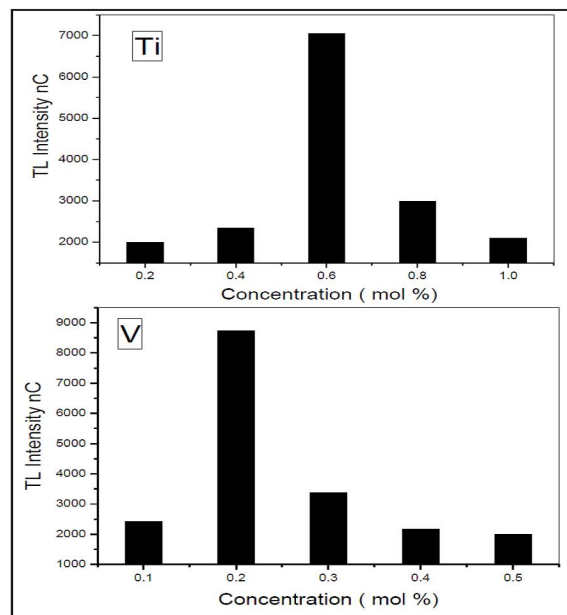 Ti
TL Intensity nC
7000
6000
5000
4000
3000
2000
0.2 0.4 0.6 0.8 1.0
Concentration ( mol %)
V
TL Intensity nC
9000
8000
7000
6000
5000
4000
3000
2000
1000
0.1 0.2 0.3 0.4 0.5
Concentration ( mol %)